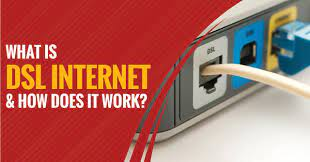 WHAT IS
DSL INTERNET
& HOW DOES IT WORK?
DSL